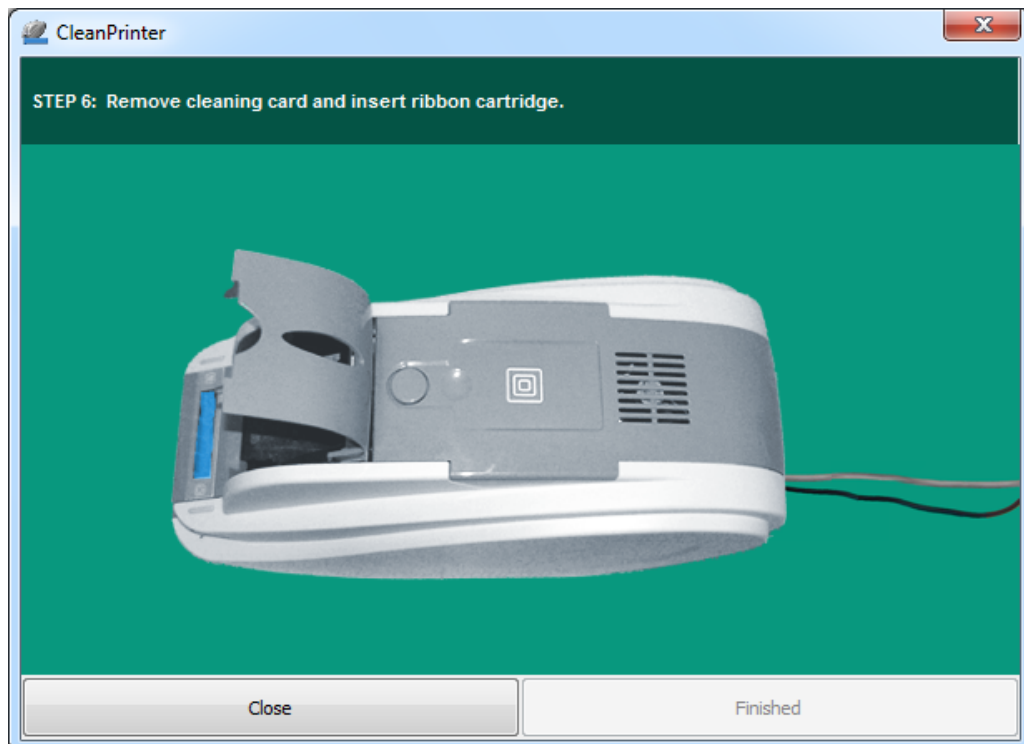 CleanPrinter
STEP 6:  Remove cleaning card and insert ribbon cartridge.
Close
Finished